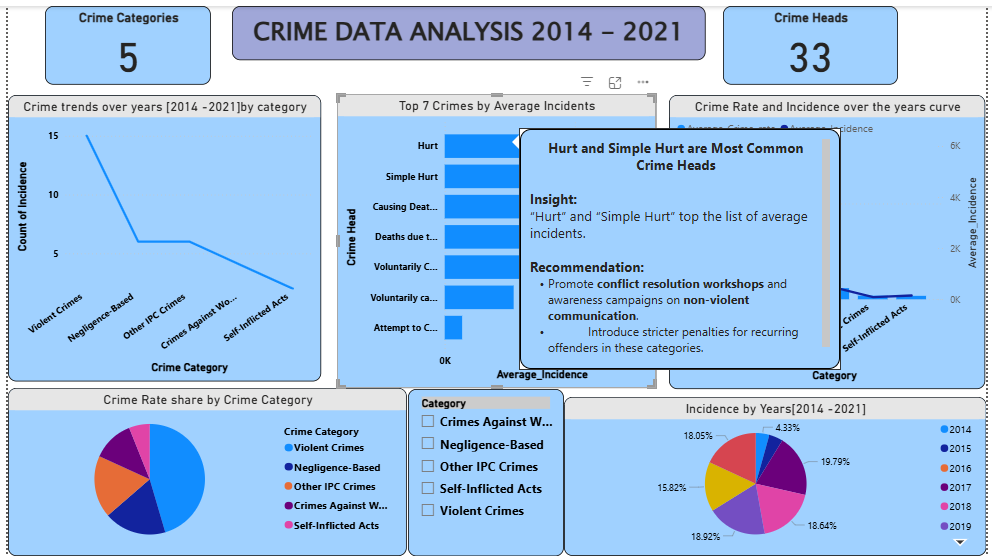 Crime Categories
5
CRIME DATA ANALYSIS 2014 – 2021
Crime Heads
33
Crime trends over years [2014 -2021]by category
15
10
5
Count of Incidence
Violent Crimes
Negligence-Based
Other IPC Crimes
Crimes Against Wo...
Self-Inflicted Acts
Crime Category
Top 7 Crimes by Average Incidents
Crime Head
Hurt
Simple Hurt
Causing Deat...
Deaths due t...
Voluntarily C...
Voluntarily ca...
Attempt to C...
0K
Average_Incidence
Hurt and Simple Hurt are Most Common
Crime Heads
Insight:
“Hurt” and “Simple Hurt” top the list of average
incidents.
Recommendation:
• Promote conflict resolution workshops and
awareness campaigns on non-violent
communication.
• Introduce stricter penalties for recurring
offenders in these categories.
Crime Rate and Incidence over the years curve
Average_Crime_rate
Average_Incidence
6K
4K
2K
0K
Average_Incidence
Crimes
Self-Inflicted Acts
Category
Crime Rate share by Crime Category
Crime Category
Violent Crimes
Negligence-Based
Other IPC Crimes
Crimes Against W...
Self-Inflicted Acts
Category
Crimes Against W...
Negligence-Based
Other IPC Crimes
Self-Inflicted Acts
Violent Crimes
Incidence by Years[2014 -2021]
4.33%
19.79%
18.64%
18.92%
15.82%
18.05%
2014
2015
2016
2017
2018
2019